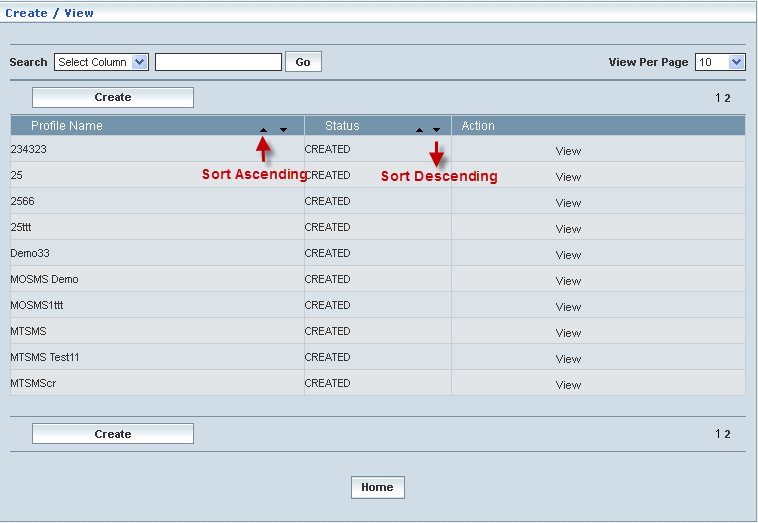 Create / View
Search Select Column Go View Per Page 10
Create 1 2
Profile Name Status Action
234323 CREATED View
Sort Ascending Sort Descending
25 CREATED View
2566 CREATED View
25ttt CREATED View
Demo33 CREATED View
MOSMS Demo CREATED View
MOSMS1ttt CREATED View
MTSMS CREATED View
MTSMS Test11 CREATED View
MTSMScr CREATED View
Create 1 2
Home